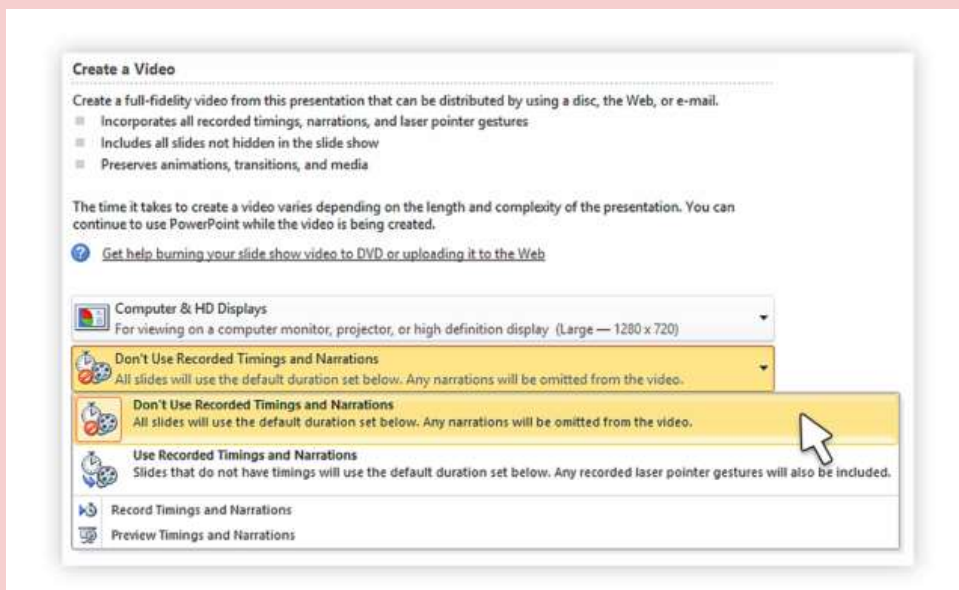 Create a Video
Create a full-fidelity video from this presentation that can be distributed by using a disc, the Web, or e-mail.
Incorporates all recorded timings, narrations, and laser pointer gestures
Includes all slides not hidden in the slide show
Preserves animations, transitions, and media
The time it takes to create a video varies depending on the length and complexity of the presentation. You can
continue to use PowerPoint while the video is being created.
Get help burning your slide show video to DVD or uploading it to the Web
Computer & HD Displays
For viewing on a computer monitor, projector, or high definition display (Large — 1280 x 720)
Don't Use Recorded Timings and Narrations
All slides will use the default duration set below. Any narrations will be omitted from the video.
Don't Use Recorded Timings and Narrations
All slides will use the default duration set below. Any narrations will be omitted from the video.
Use Recorded Timings and Narrations
Slides that do not have timings will use the default duration set below. Any recorded laser pointer gestures will also be included.
Record Timings and Narrations
Preview Timings and Narrations